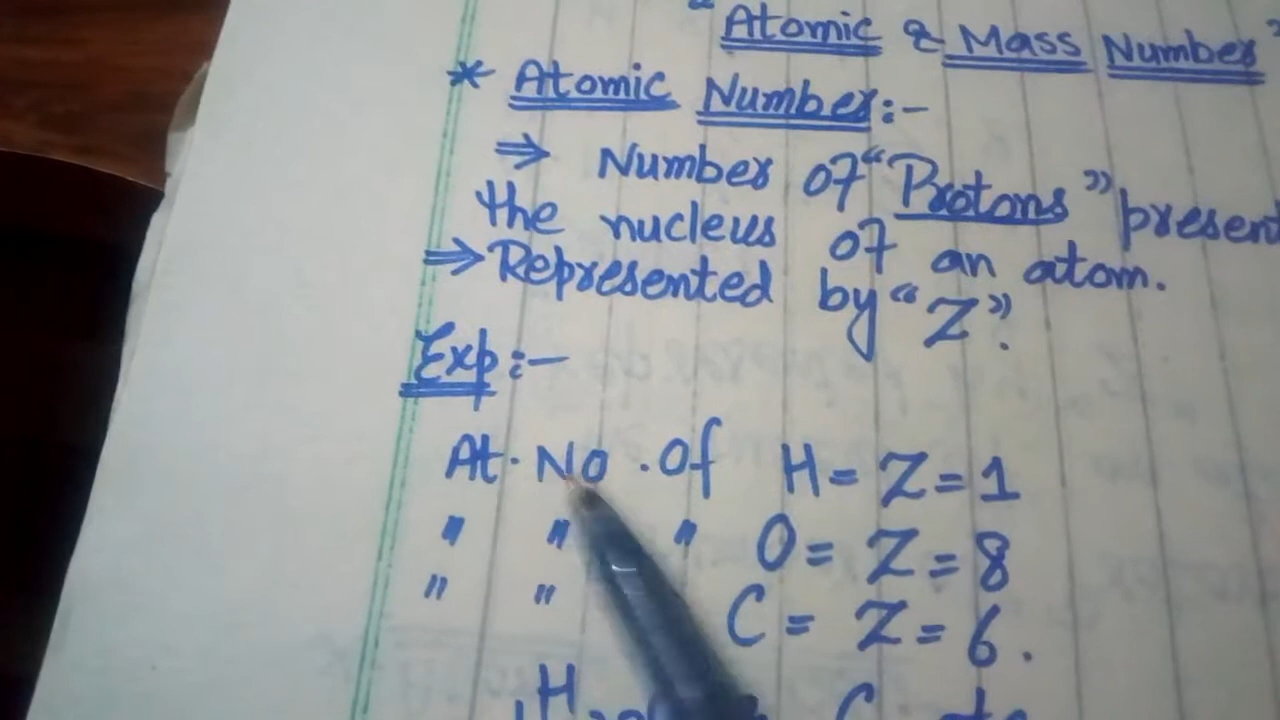 "Atomic & Mass Number"
* Atomic Number:-
⇒ Number of "Protons" present
the nucleus of an atom.
⇒ Represented by "Z".
Exp:-
At. No. of H = Z = 1
" " " O = Z = 8
" " C = Z = 6.
H C